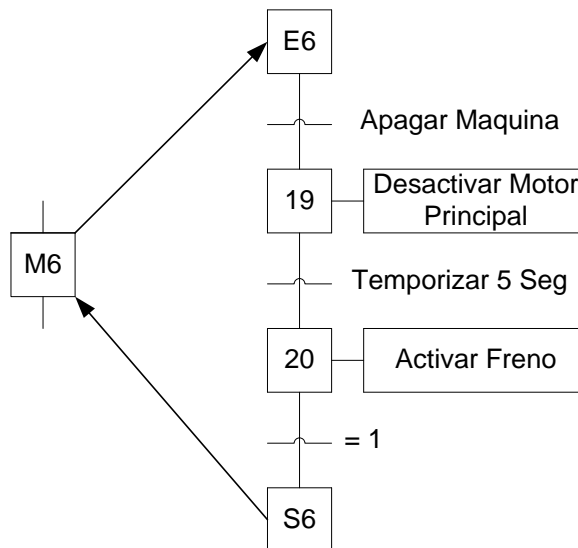 E6
Apagar Maquina
19
Desactivar Motor
Principal
M6
Temporizar 5 Seg
20
Activar Freno
= 1
S6